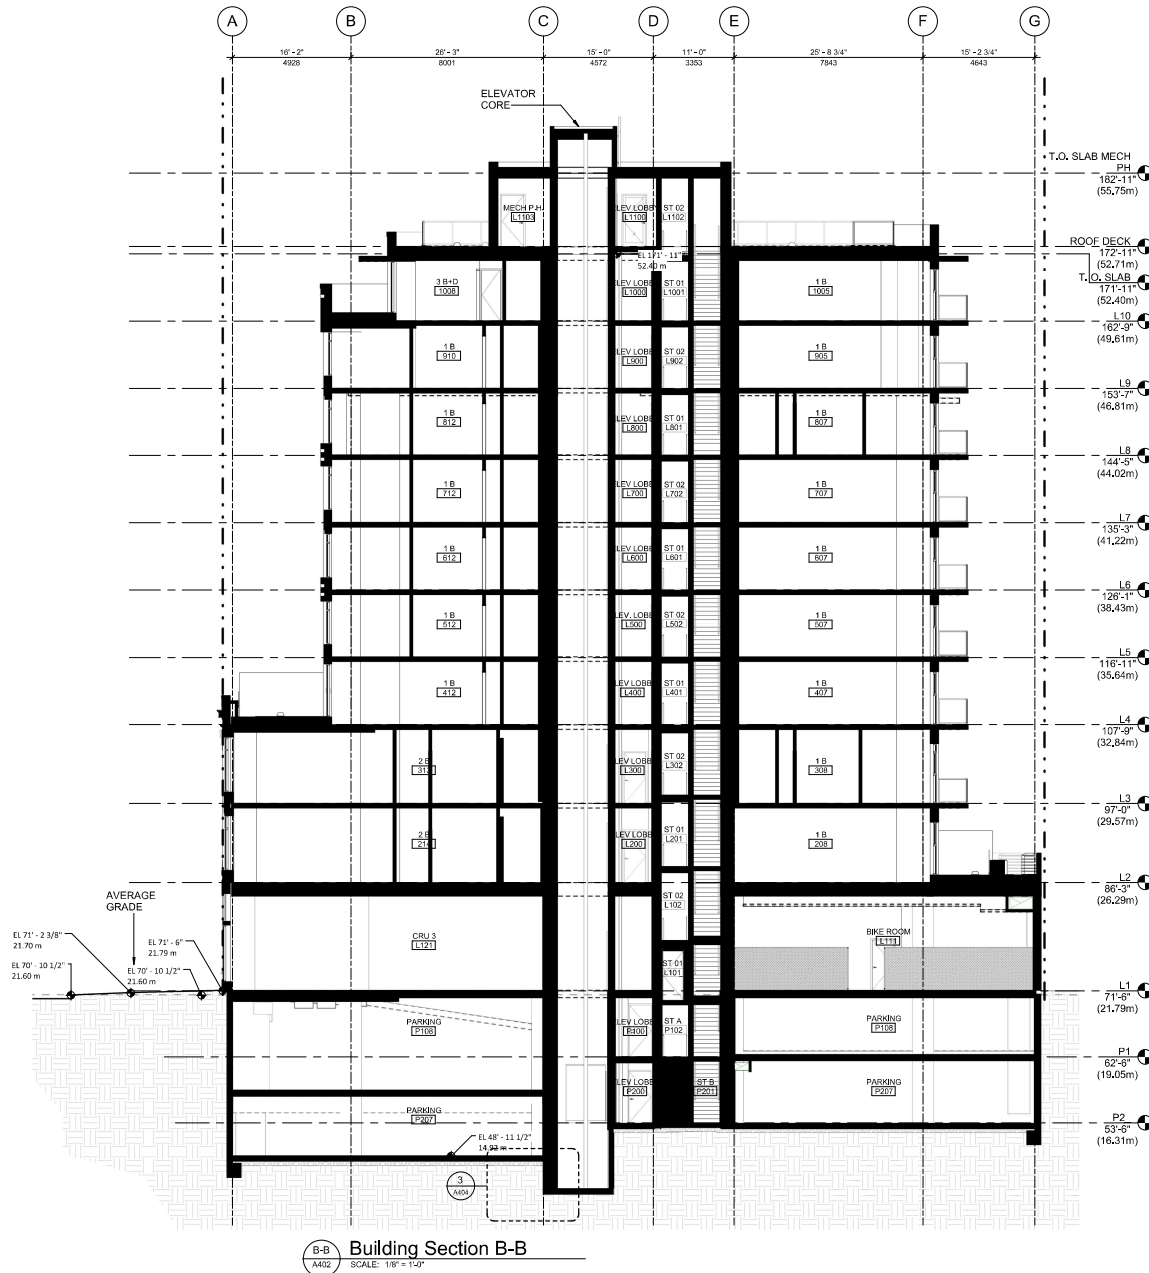 A B C D E F G
16' - 2" 26' - 3" 15' - 0" 11' - 0" 25' - 8 3/4" 15' - 2 3/4"
4928 8001 4572 3353 7843 4643
ELEVATOR
CORE
T.O. SLAB MECH
PH
182'-11"
(55.75m)
MECH P.H. ELEV LOBBY ST 02
L1103 L1100 L1102
ROOF DECK
172'-11"
(52.71m)
EL 171' - 11"
52.40 m
T.O. SLAB
171'-11"
(52.40m)
3 B+D ELEV LOBB ST 01 1 B
1008 L1000 L1001 1005
L10
162'-9"
(49.61m)
1 B ELEV LOBB ST 02 1 B
910 L900 L902 905
L9
153'-7"
(46.81m)
1 B ELEV LOBB ST 01 1 B
812 L800 L801 807
L8
144'-5"
(44.02m)
1 B ELEV LOBB ST 02 1 B
712 L700 L702 707
L7
135'-3"
(41.22m)
1 B ELEV LOBB ST 01 1 B
612 L600 L601 607
L6
126'-1"
(38.43m)
1 B ELEV. LOBB ST 02 1 B
512 L500 L502 507
L5
116'-11"
(35.64m)
1 B ELEV LOBB ST 01 1 B
412 L400 L401 407
L4
107'-9"
(32.84m)
2 B ELEV LOBB ST 02 1 B
313 L300 L302 308
L3
97'-0"
(29.57m)
2 B ELEV LOBB ST 01 1 B
214 L200 L201 208
L2
86'-3"
(26.29m)
AVERAGE
GRADE
ST 02
L102
EL 71' - 2 3/8"
21.70 m
EL 71' - 6"
21.79 m
CRU 3 BIKE ROOM
L121 L111
EL 70' - 10 1/2"
21.60 m
EL 70' - 10 1/2"
21.60 m
ST 01
L101
L1
71'-6"
(21.79m)
PARKING ELEV LOBB ST A PARKING
P108 P100 P102 P108
P1
62'-6"
(19.05m)
ELEV LOBB ST B PARKING
P200 P201 P207
PARKING
P207
P2
53'-6"
(16.31m)
EL 48' - 11 1/2"
14.92 m
3
A404
B-B Building Section B-B
A402 SCALE: 1/8" = 1'-0"